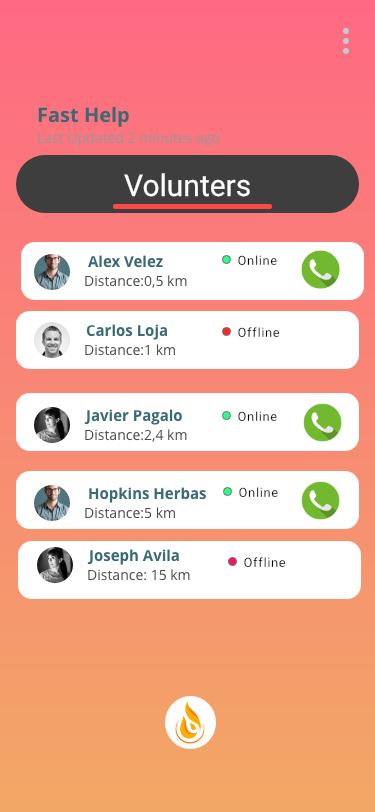 Fast Help
Last Updated 2 minutes ago
Volunters
Alex Velez
Online
Distance:0,5 km
Carlos Loja
Offline
Distance:1 km
Javier Pagalo
Online
Distance:2,4 km
Hopkins Herbas
Online
Distance:5 km
Joseph Avila
Offline
Distance: 15 km